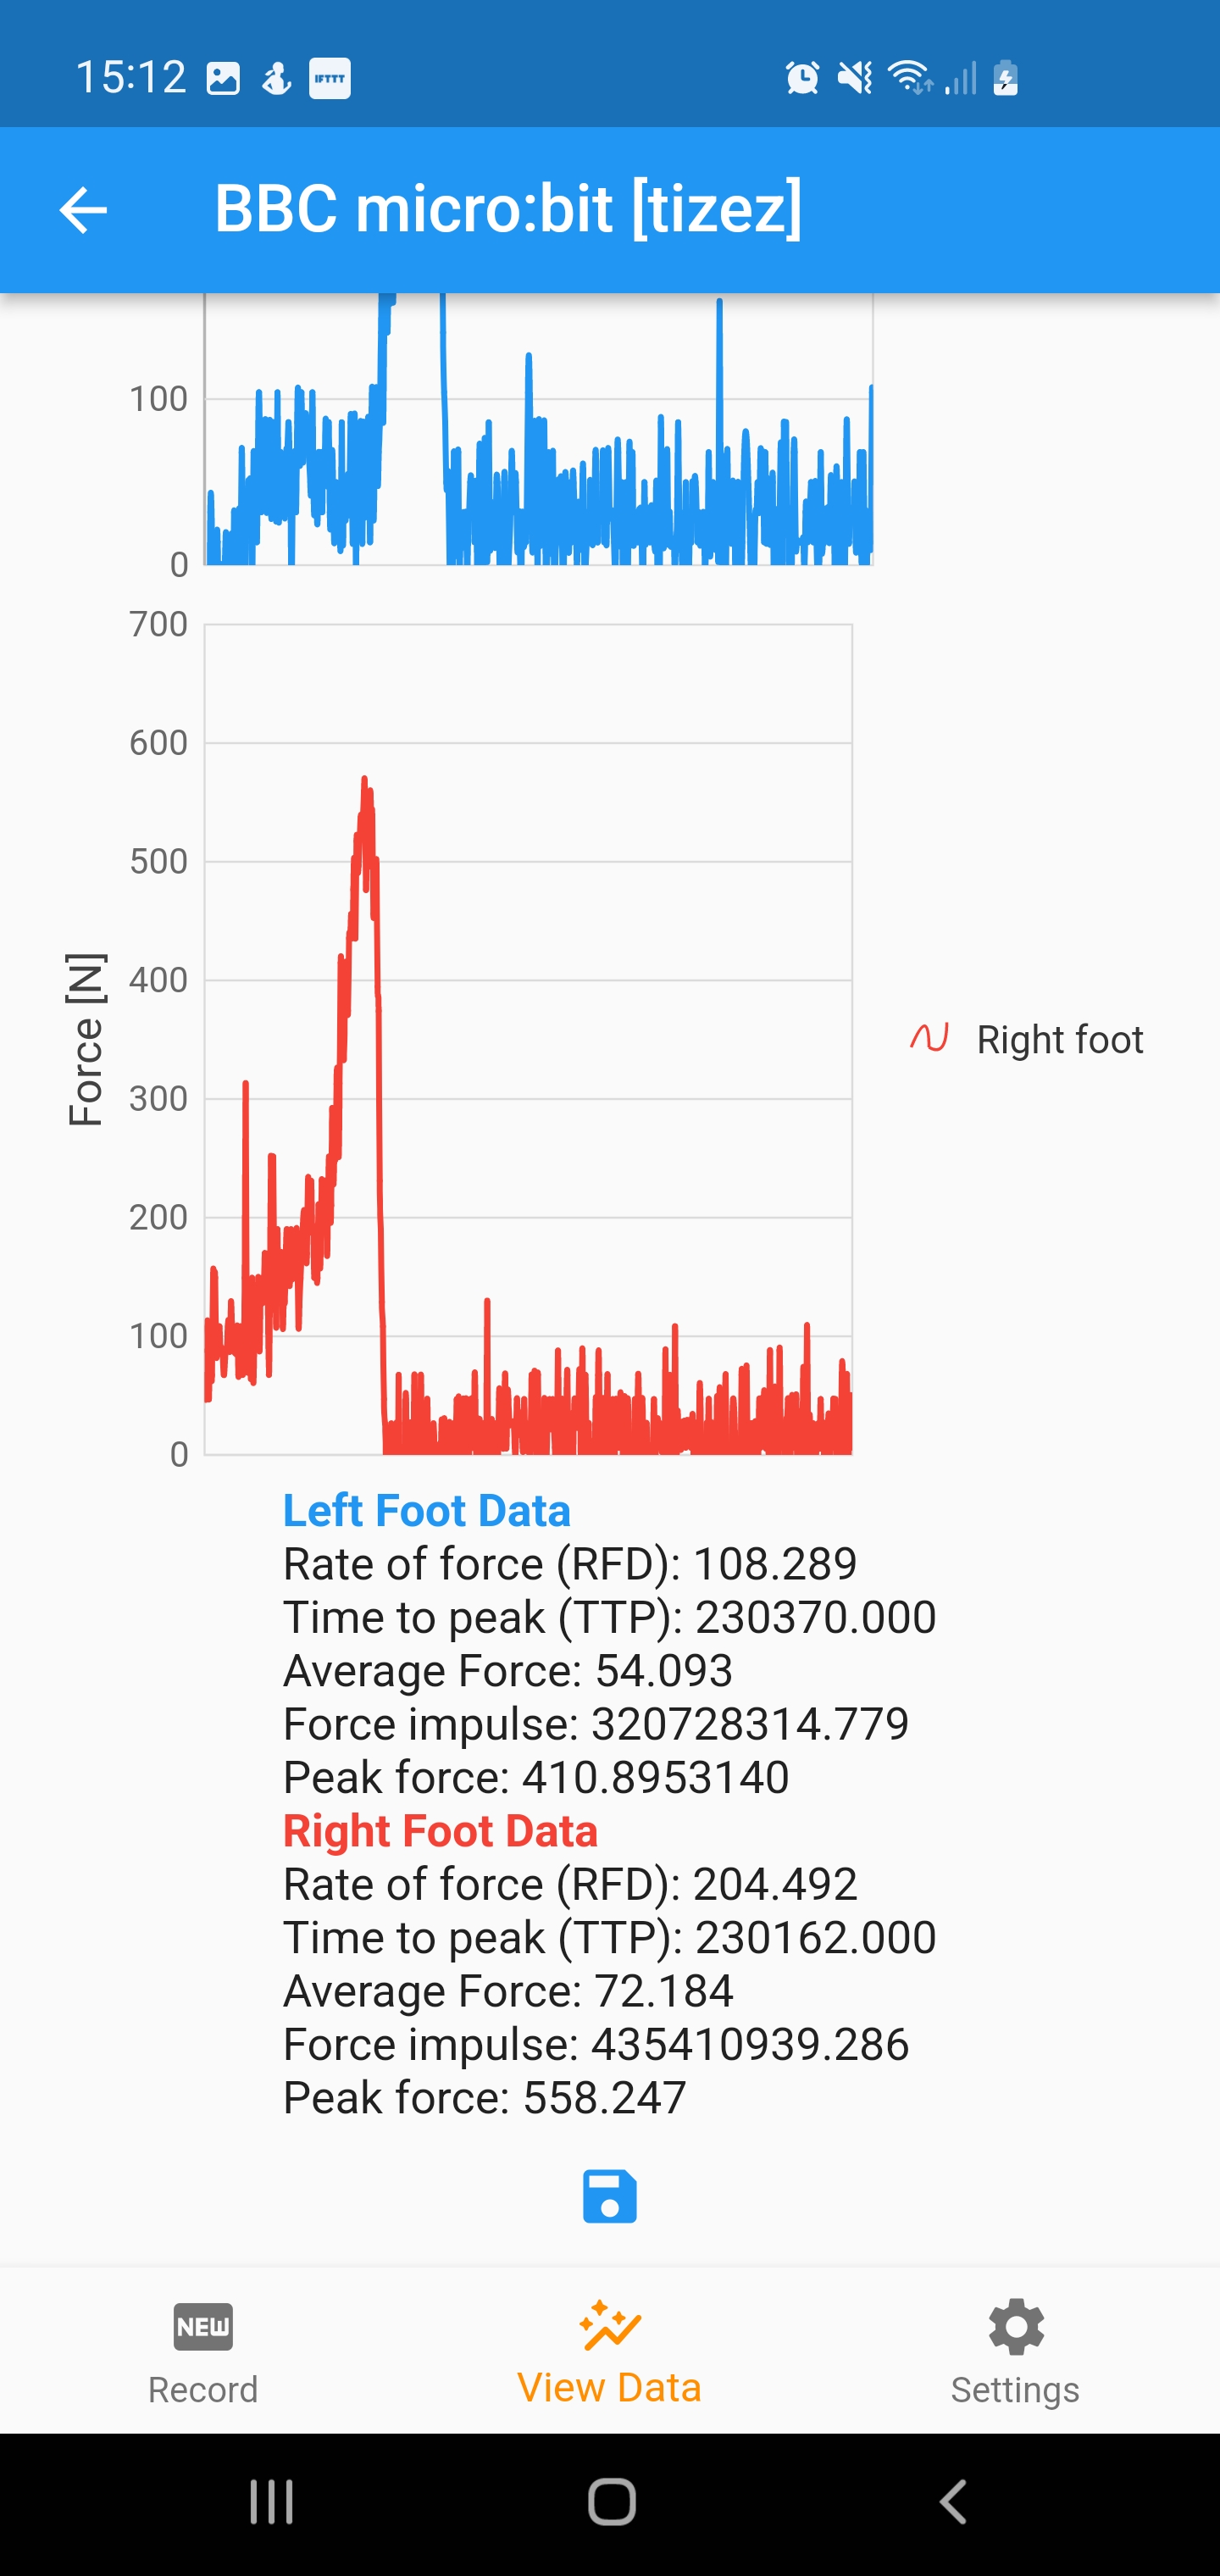 15:12 IFTTT
BBC micro:bit [tizez]
100
0
700
600
500
400
300
200
100
0
Force [N]
Right foot
Left Foot Data
Rate of force (RFD): 108.289
Time to peak (TTP): 230370.000
Average Force: 54.093
Force impulse: 320728314.779
Peak force: 410.8953140
Right Foot Data
Rate of force (RFD): 204.492
Time to peak (TTP): 230162.000
Average Force: 72.184
Force impulse: 435410939.286
Peak force: 558.247
NEW
Record
View Data
Settings